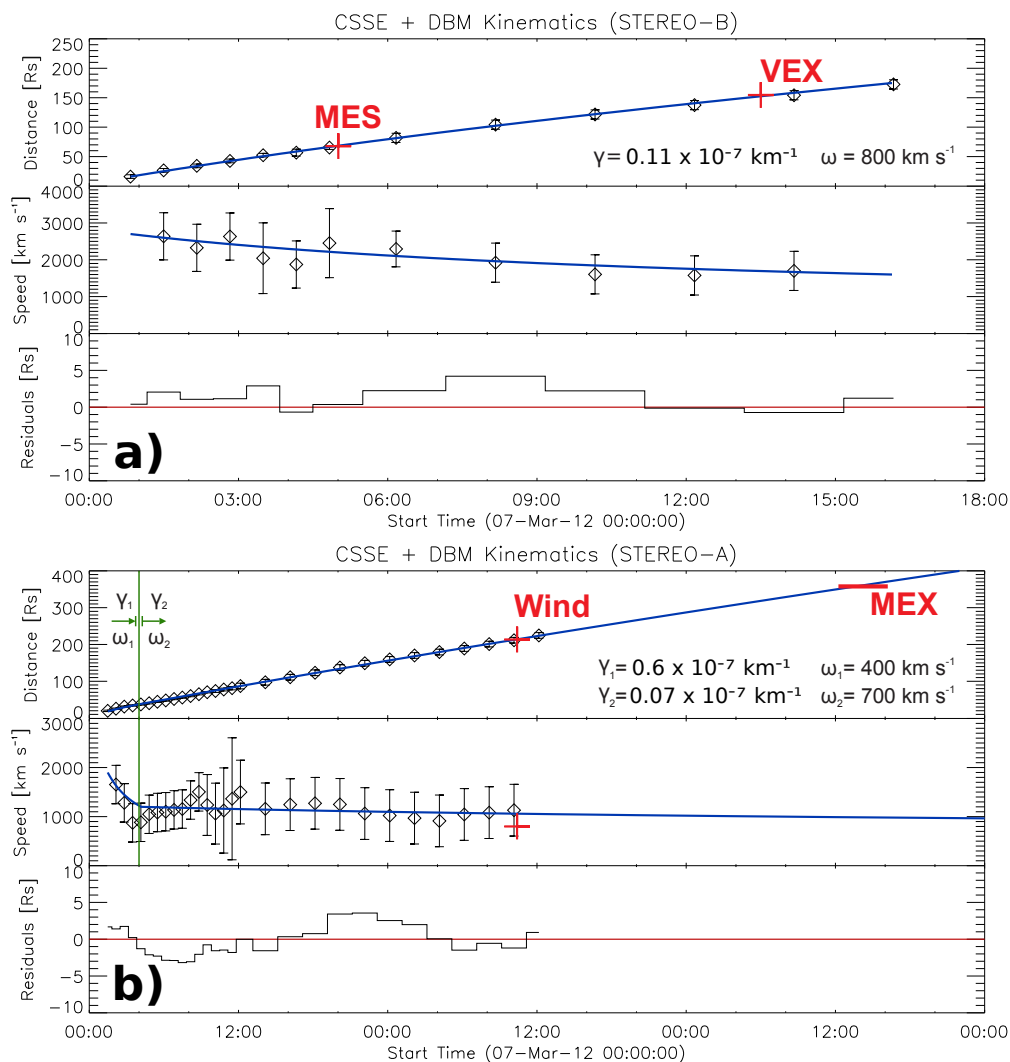 CSSE + DBM Kinematics (STEREO-B)
Distance [Rs]
250
200
150
100
50
0
MES
VEX
γ= 0.11 x 10⁻⁷ km⁻¹ ω = 800 km s⁻¹
Speed [km s⁻¹]
4000
3000
2000
1000
0
Residuals [Rs]
10
5
0
−5
−10
a)
00:00 03:00 06:00 09:00 12:00 15:00 18:00
Start Time (07-Mar-12 00:00:00)
CSSE + DBM Kinematics (STEREO-A)
Distance [Rs]
400
300
200
100
0
γ₁ γ₂
ω₁ ω₂
Wind
MEX
γ₁= 0.6 x 10⁻⁷ km⁻¹ ω₁= 400 km s⁻¹
γ₂= 0.07 x 10⁻⁷ km⁻¹ ω₂= 700 km s⁻¹
Speed [km s⁻¹]
3000
2000
1000
0
Residuals [Rs]
10
5
0
−5
−10
b)
00:00 12:00 00:00 12:00 00:00 12:00 00:00
Start Time (07-Mar-12 00:00:00)